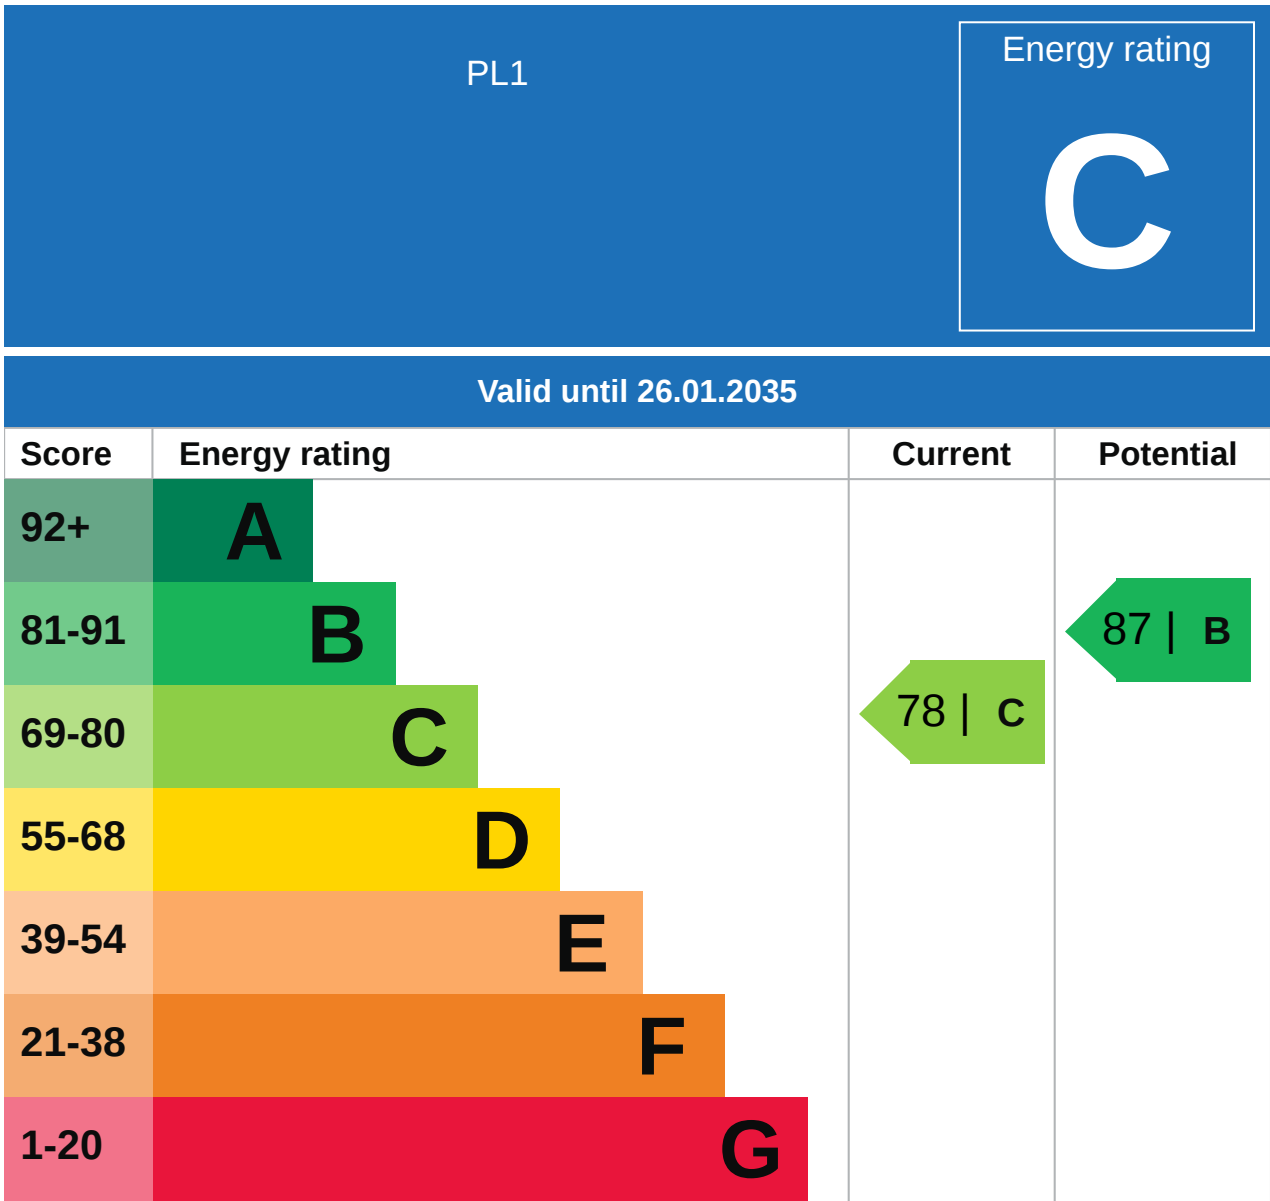 PL1
Energy rating
C
Valid until 26.01.2035
Score Energy rating Current Potential
92+ A
81-91 B 87 | B
69-80 C 78 | C
55-68 D
39-54 E
21-38 F
1-20 G